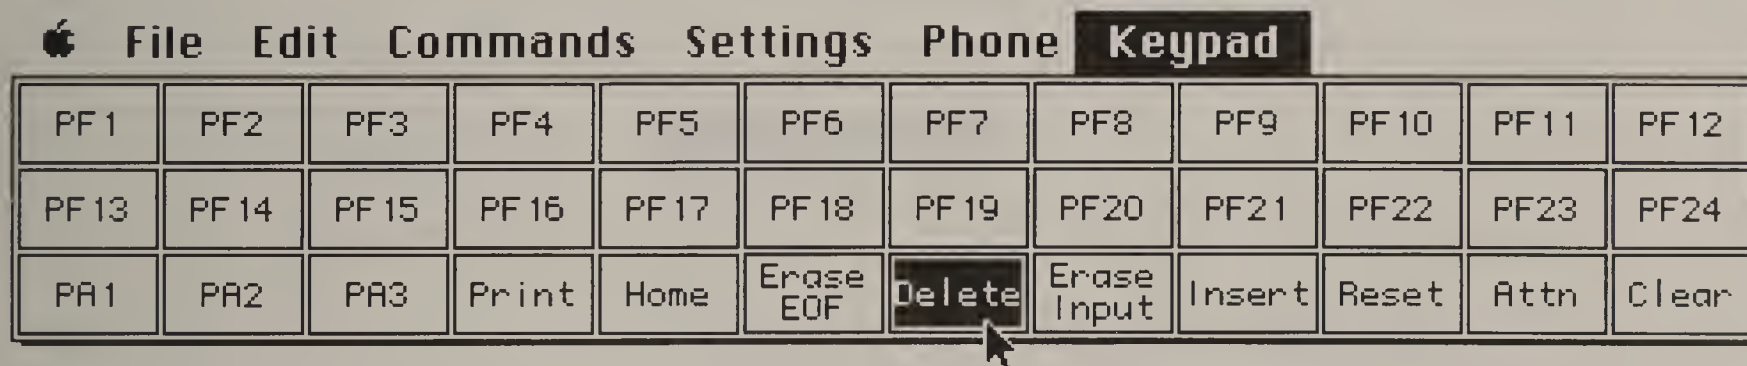 File Edit Commands Settings Phone Keypad
PF1 PF2 PF3 PF4 PF5 PF6 PF7 PF8 PF9 PF10 PF11 PF12
PF13 PF14 PF15 PF16 PF17 PF18 PF19 PF20 PF21 PF22 PF23 PF24
PA1 PA2 PA3 Print Home Erase EOF Delete Erase Input Insert Reset Attn Clear